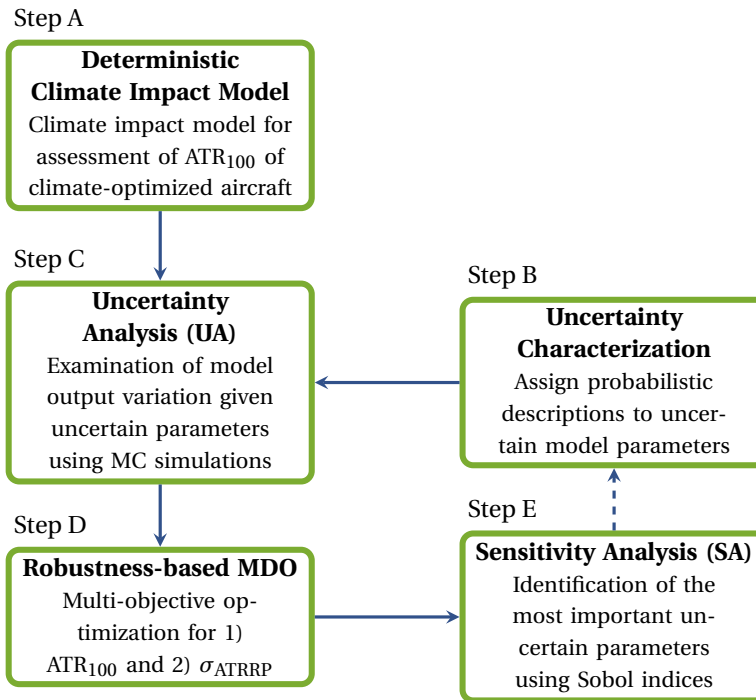 Step A
Deterministic
Climate Impact Model
Climate impact model for
assessment of ATR₁₀₀ of
climate-optimized aircraft
Step C
Uncertainty
Analysis (UA)
Examination of model
output variation given
uncertain parameters
using MC simulations
Step B
Uncertainty
Characterization
Assign probabilistic
descriptions to uncer-
tain model parameters
Step D
Robustness-based MDO
Multi-objective op-
timization for 1)
ATR₁₀₀ and 2) σ_ATRRP
Step E
Sensitivity Analysis (SA)
Identification of the
most important un-
certain parameters
using Sobol indices